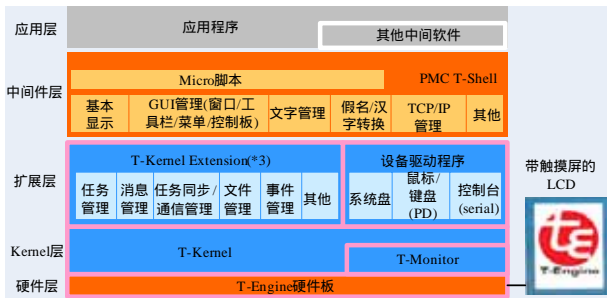 应用层
应用程序
其他中间软件
中间件层
Micro脚本
PMC T-Shell
基本
显示
GUI管理(窗口/工
具栏/菜单/控制板)
文字管理
假名/汉
字转换
TCP/IP
管理
其他
扩展层
T-Kernel Extension(*3)
任务
管理
消息
管理
任务同步/
通信管理
文件
管理
事件
管理
其他
设备驱动程序
系统盘
鼠标/
键盘
(PD)
控制台
(serial)
带触摸屏的
LCD
Kernel层
T-Kernel
T-Monitor
硬件层
T-Engine硬件板
T-Engine